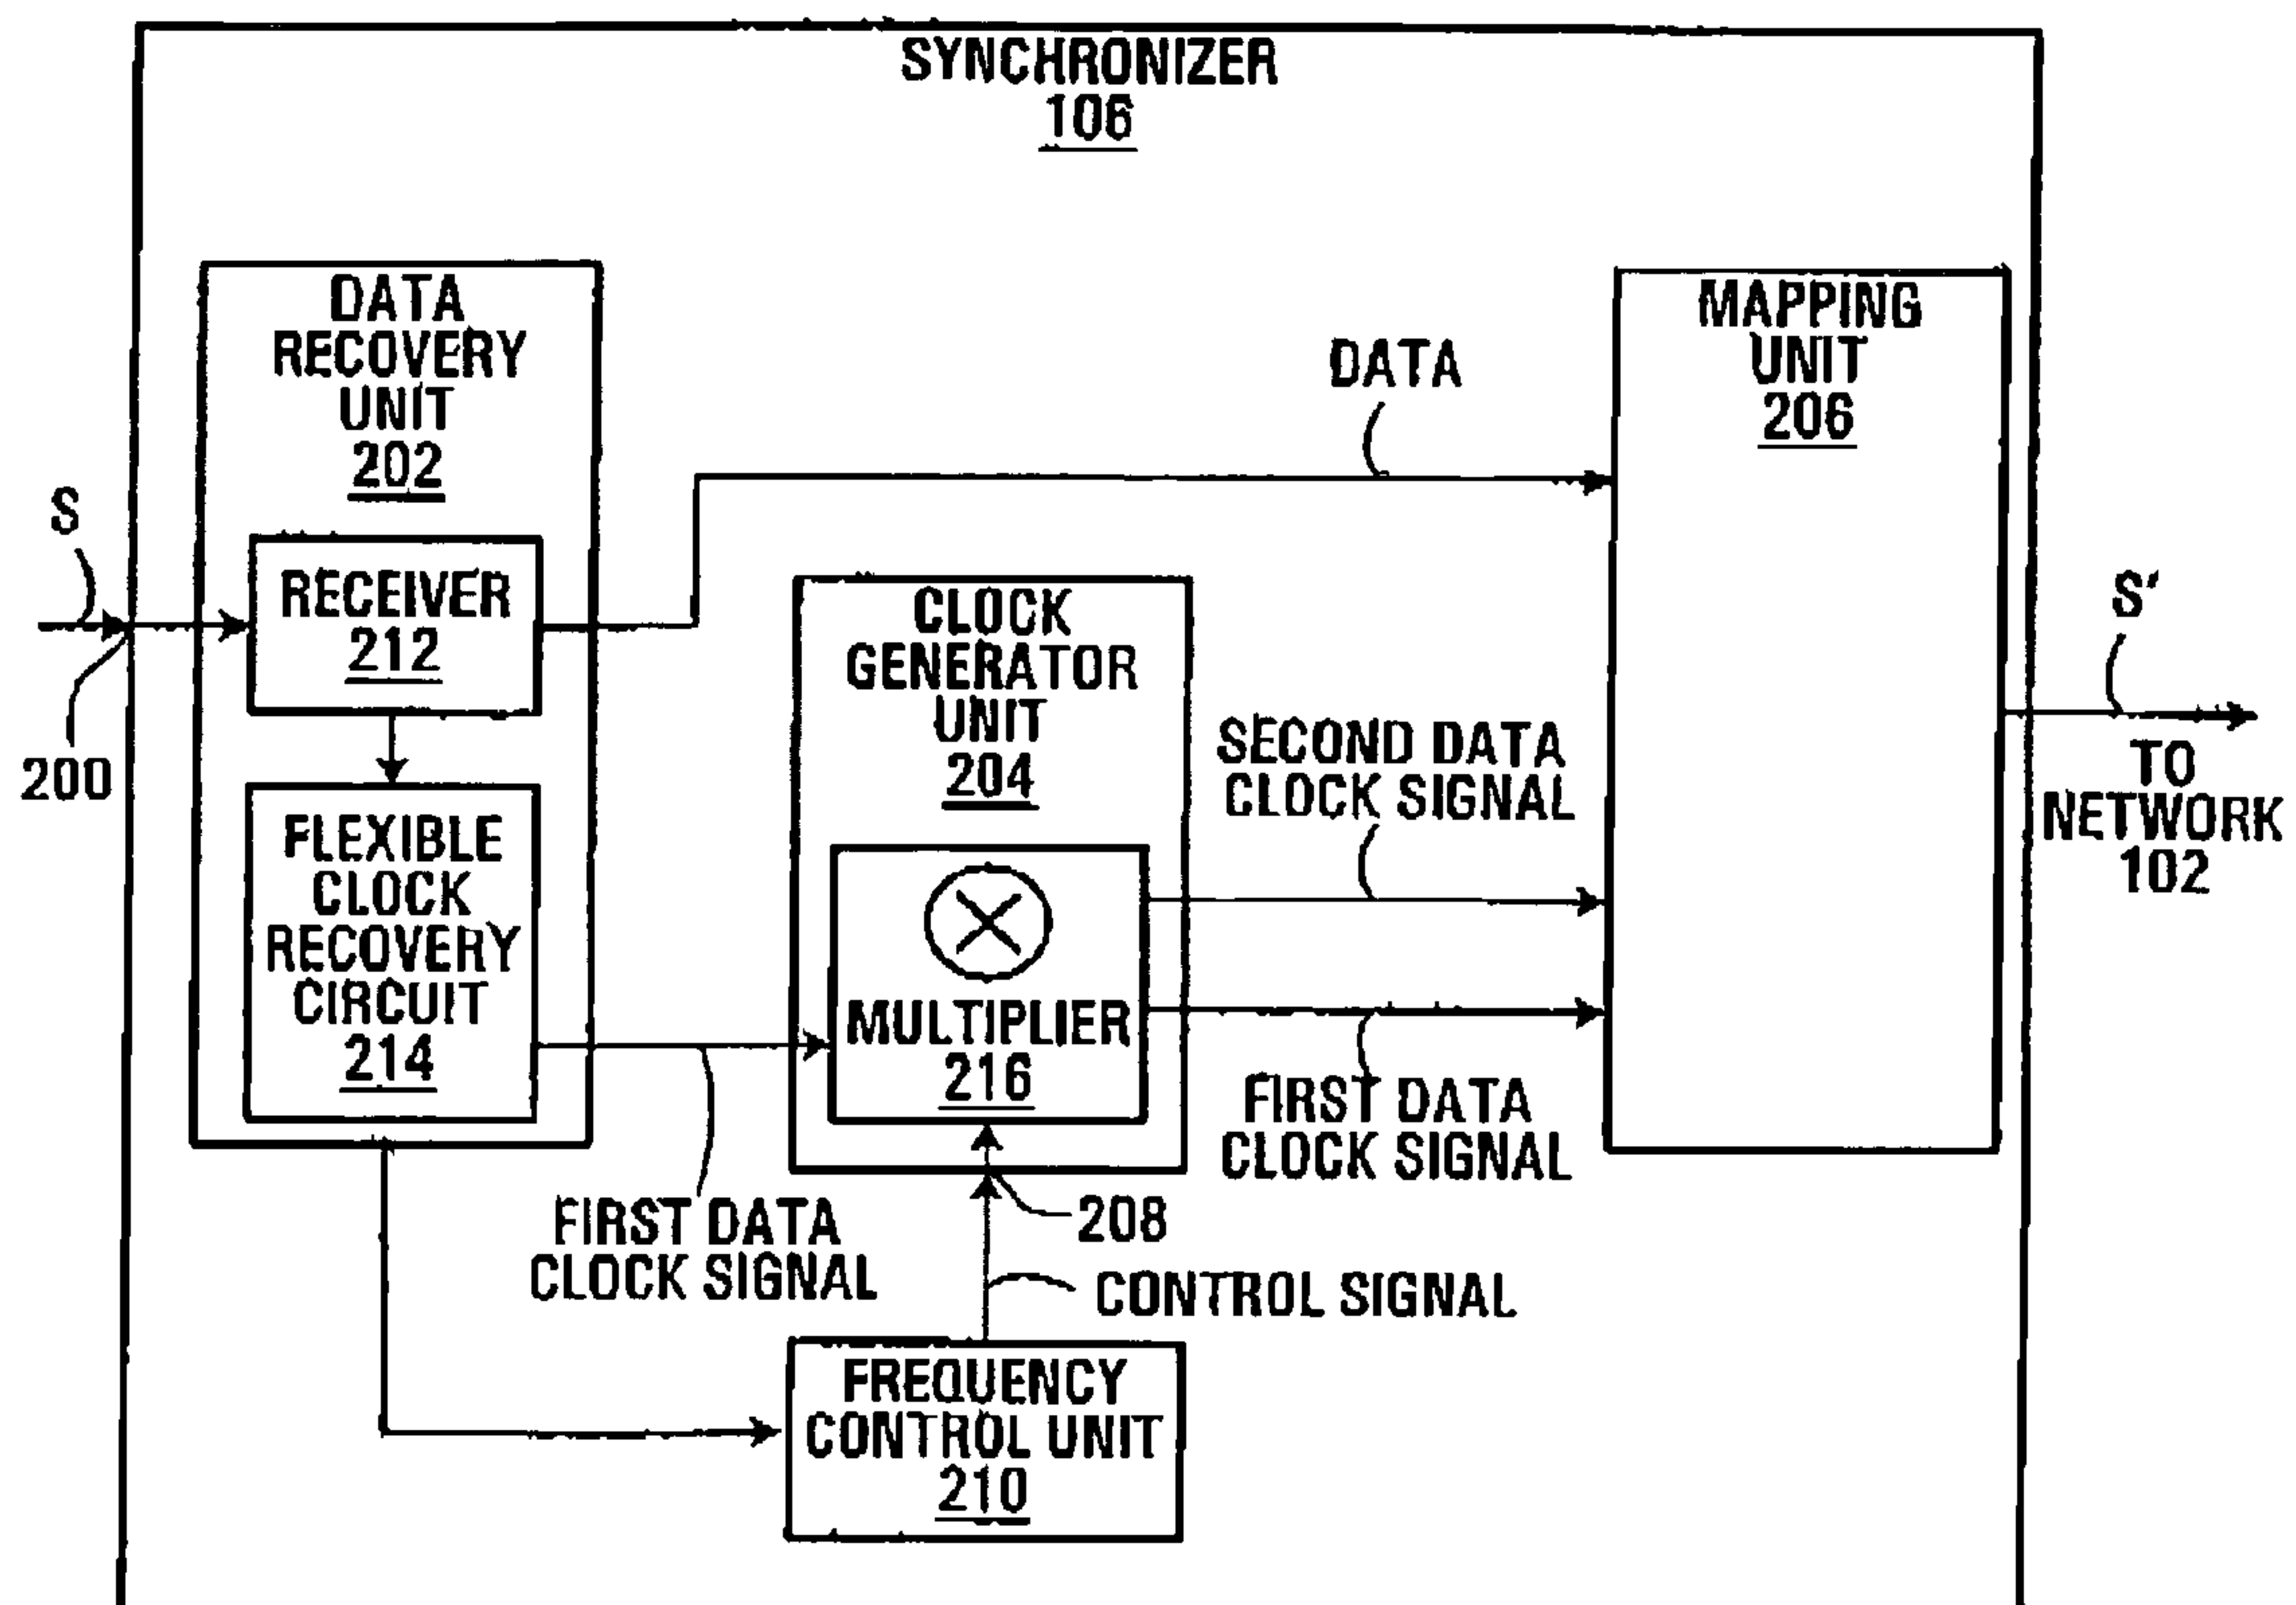 SYNCHRONIZER
106
DATA
RECOVERY
UNIT
202
S
RECEIVER
212
200
FLEXIBLE
CLOCK
RECOVERY
CIRCUIT
214
FIRST DATA
CLOCK SIGNAL
DATA
CLOCK
GENERATOR
UNIT
204
MULTIPLIER
216
208
CONTROL SIGNAL
FREQUENCY
CONTROL UNIT
210
SECOND DATA
CLOCK SIGNAL
FIRST DATA
CLOCK SIGNAL
MAPPING
UNIT
206
S'
TO
NETWORK
102